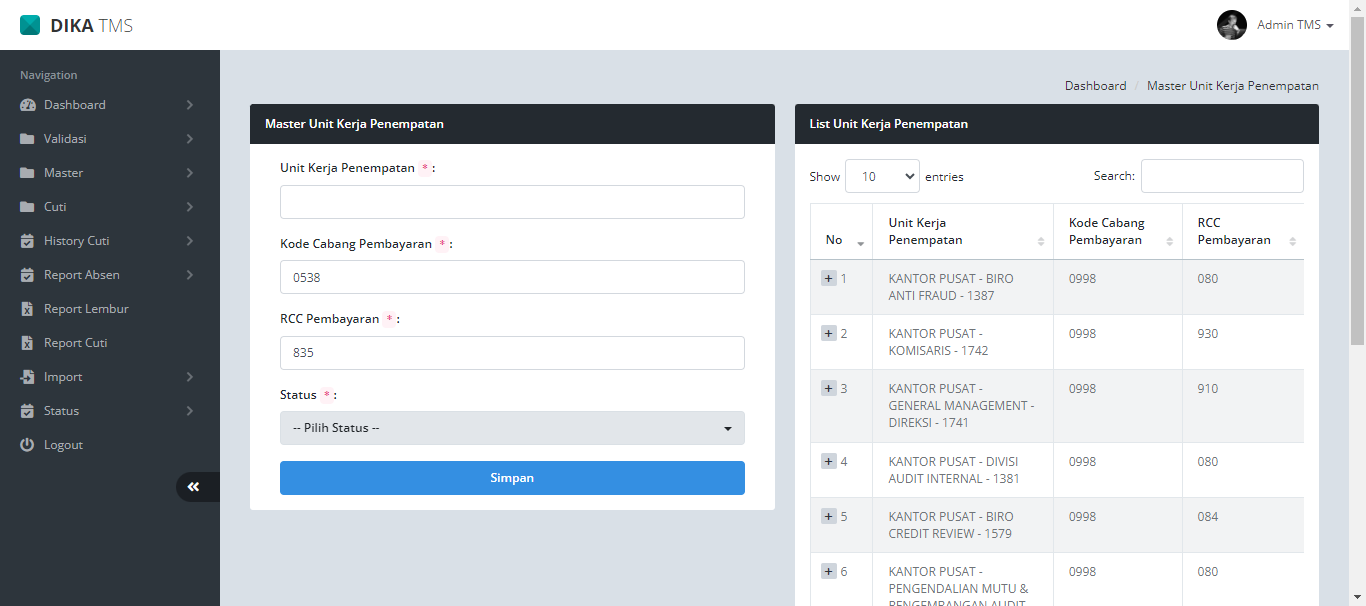 DIKA TMS
Admin TMS
Navigation
Dashboard
Validasi
Master
Cuti
History Cuti
Report Absen
Report Lembur
Report Cuti
Import
Status
Logout
Dashboard / Master Unit Kerja Penempatan
Master Unit Kerja Penempatan
Unit Kerja Penempatan * :
Kode Cabang Pembayaran * :
0538
RCC Pembayaran * :
835
Status * :
-- Pilih Status --
Simpan
List Unit Kerja Penempatan
Show 10 entries
Search:
No
Unit Kerja
Penempatan
Kode Cabang
Pembayaran
RCC
Pembayaran
1 KANTOR PUSAT - BIRO 0998 080
ANTI FRAUD - 1387
2 KANTOR PUSAT - 0998 930
KOMISARIS - 1742
3 KANTOR PUSAT - 0998 910
GENERAL MANAGEMENT -
DIREKSI - 1741
4 KANTOR PUSAT - DIVISI 0998 080
AUDIT INTERNAL - 1381
5 KANTOR PUSAT - BIRO 0998 084
CREDIT REVIEW - 1579
6 KANTOR PUSAT - 0998 080
PENGENDALIAN MUTU &
PENGEMBANGAN AUDIT